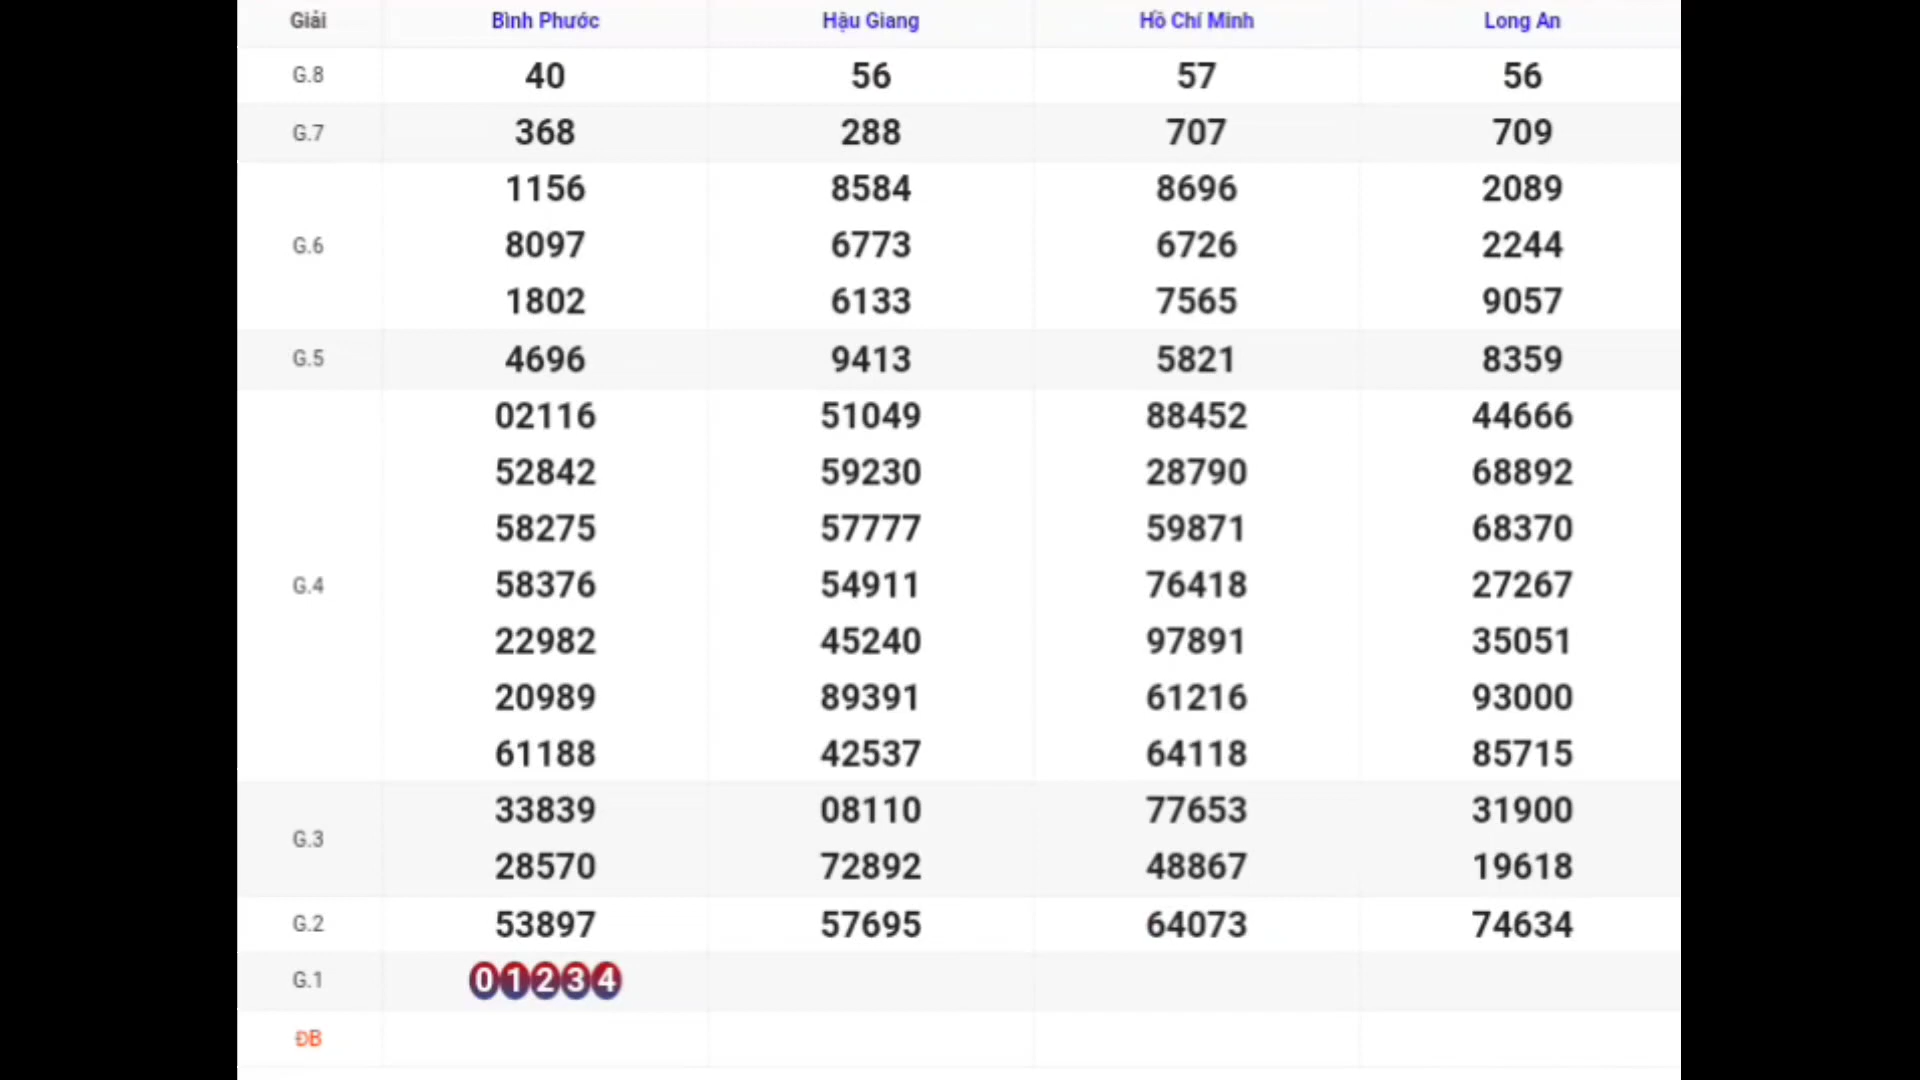 Giải Bình Phước Hậu Giang Hồ Chí Minh Long An
G.8 40 56 57 56
G.7 368 288 707 709
1156 8584 8696 2089
G.6 8097 6773 6726 2244
1802 6133 7565 9057
G.5 4696 9413 5821 8359
02116 51049 88452 44666
52842 59230 28790 68892
58275 57777 59871 68370
G.4 58376 54911 76418 27267
22982 45240 97891 35051
20989 89391 61216 93000
61188 42537 64118 85715
G.3 33839 08110 77653 31900
28570 72892 48867 19618
G.2 53897 57695 64073 74634
G.1 01234
ĐB